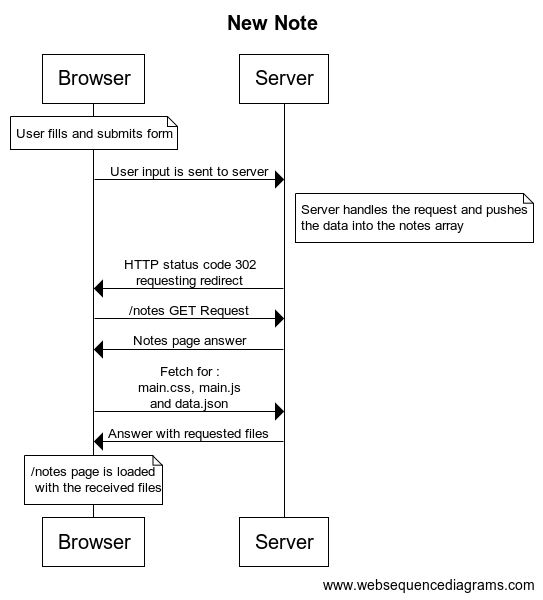 New Note
Browser
Server
User fills and submits form
User input is sent to server
Server handles the request and pushes
the data into the notes array
HTTP status code 302
requesting redirect
/notes GET Request
Notes page answer
Fetch for :
main.css, main.js
and data.json
Answer with requested files
/notes page is loaded
with the received files
Browser
Server
www.websequencediagrams.com